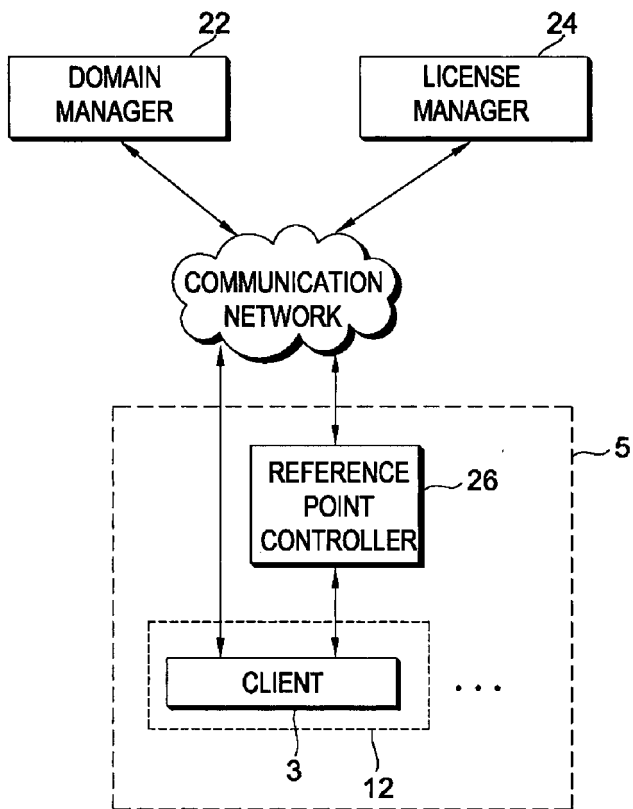 22
DOMAIN
MANAGER
24
LICENSE
MANAGER
COMMUNICATION
NETWORK
5
REFERENCE
POINT
CONTROLLER
26
CLIENT
...
3
12